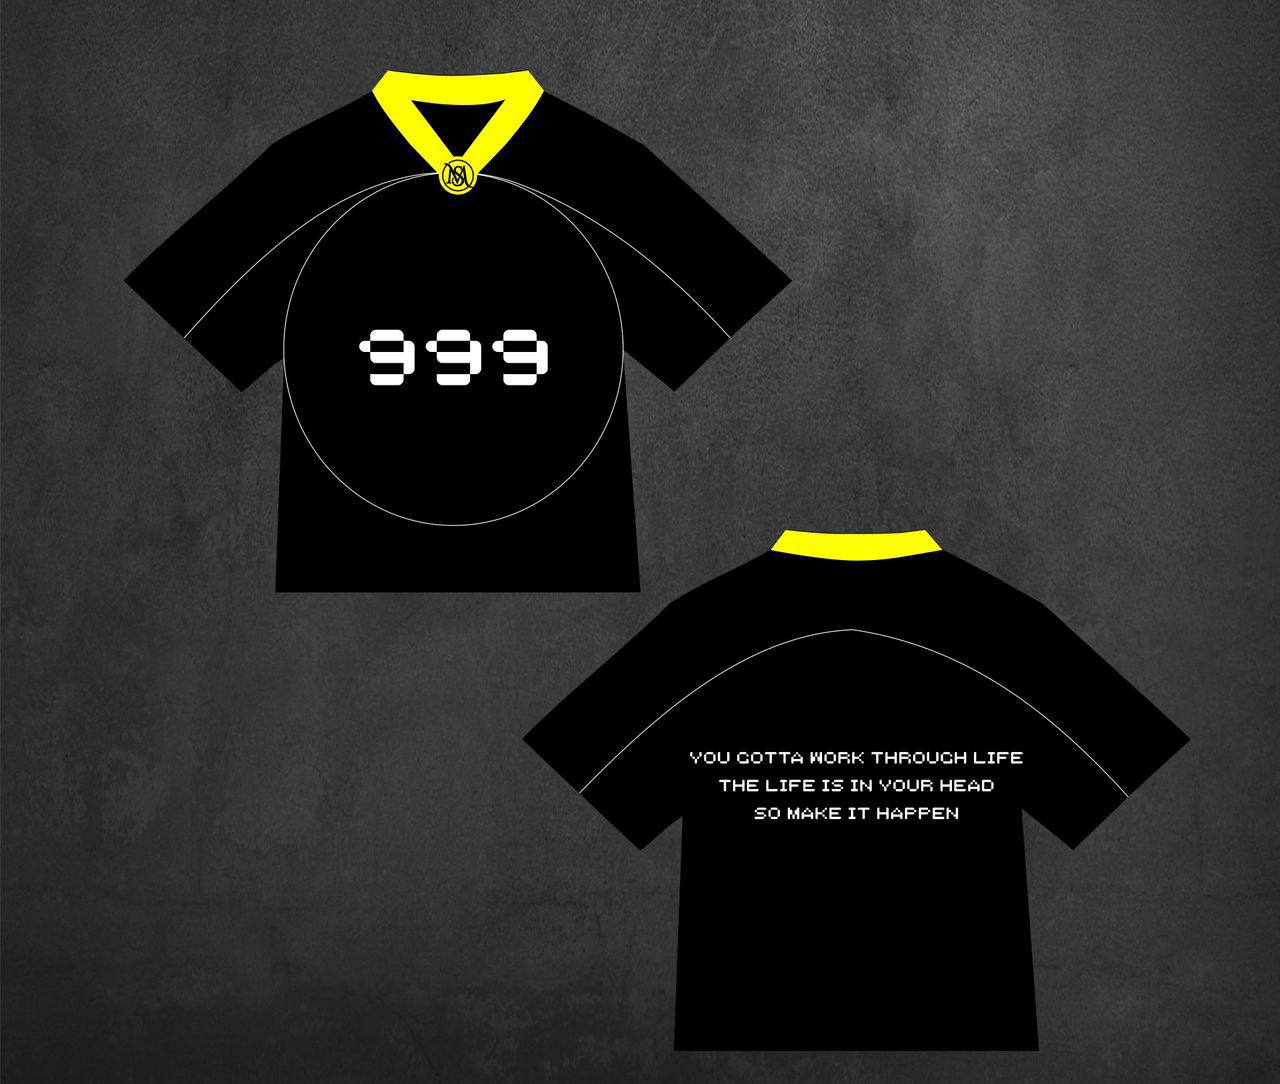 999
YOU GOTTA WORK THROUGH LIFE
THE LIFE IS IN YOUR HEAD
SO MAKE IT HAPPEN